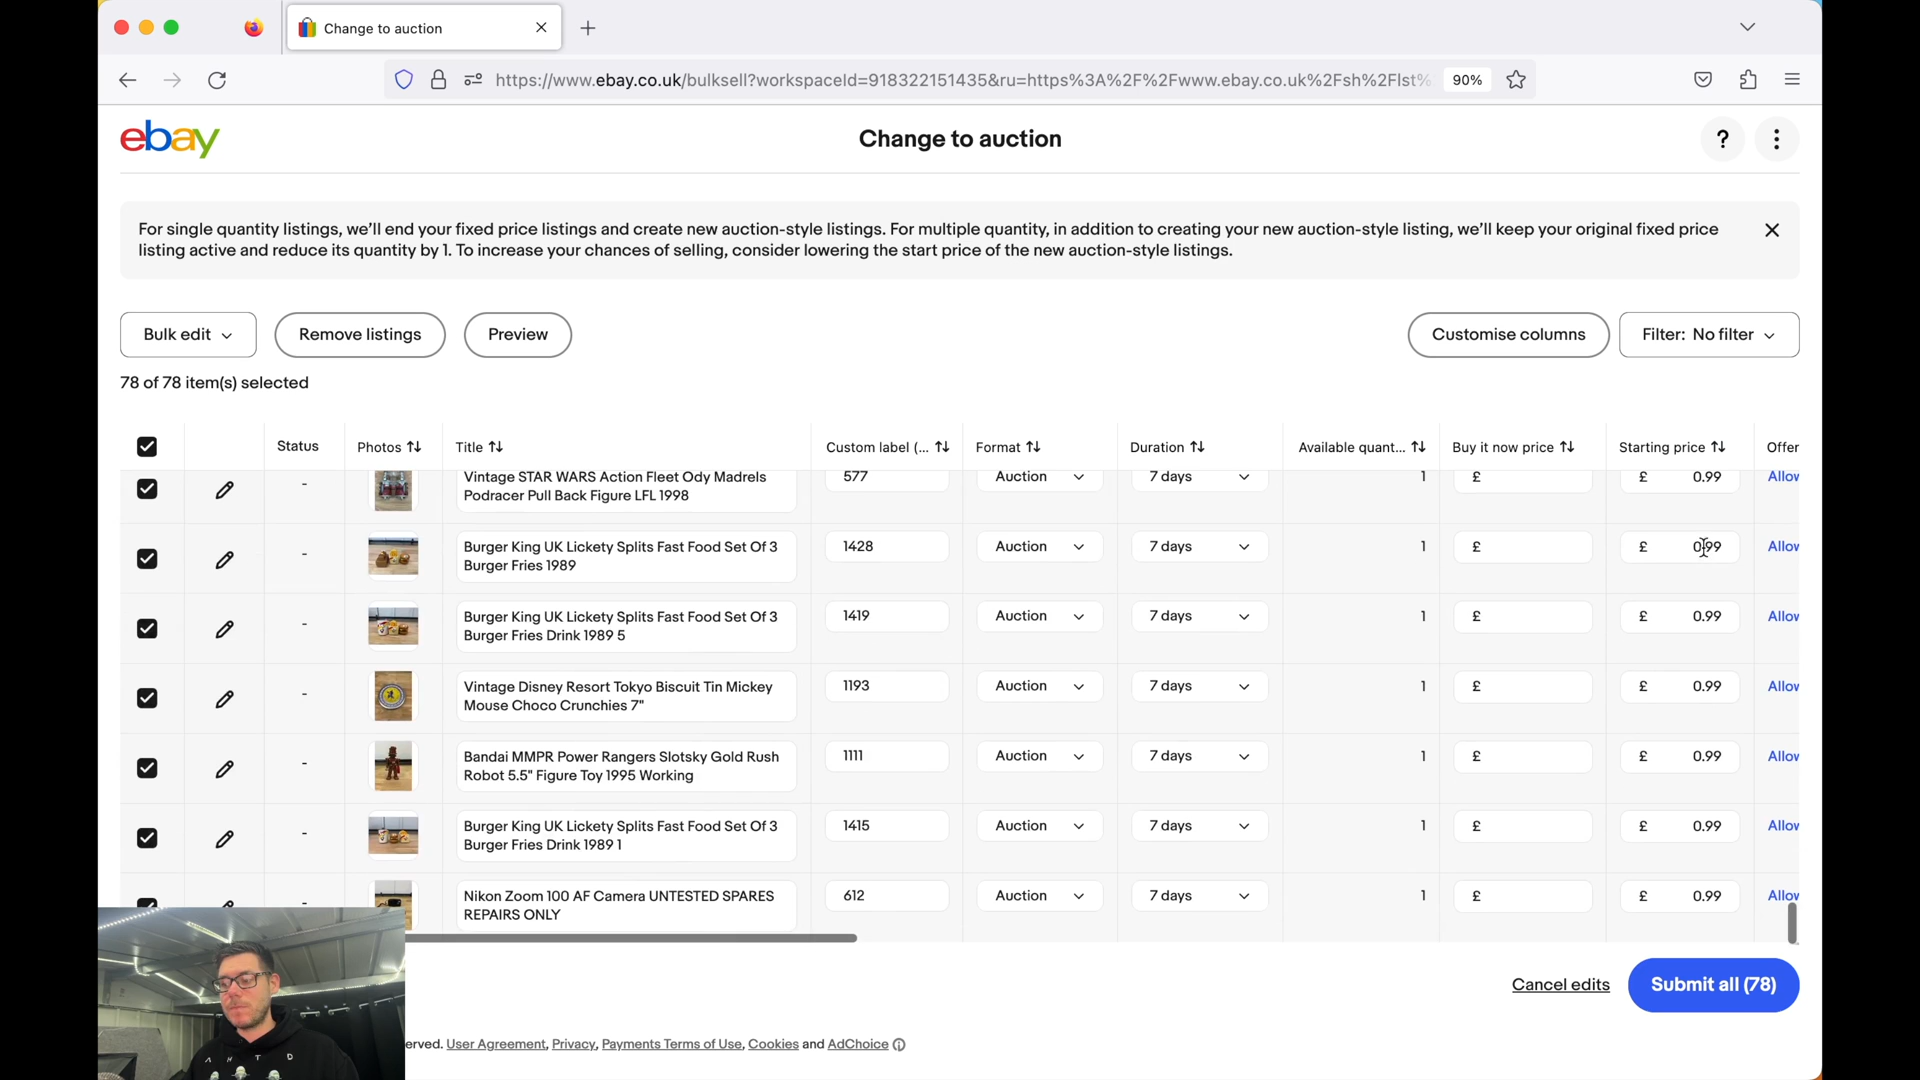 Change to auction
https://www.ebay.co.uk/bulksell?workspaceId=918322151435&ru=https%3A%2F%2Fwww.ebay.co.uk%2Fsh%2Flst%
90%
ebay
Change to auction
?
For single quantity listings, we'll end your fixed price listings and create new auction-style listings. For multiple quantity, in addition to creating your new auction-style listing, we'll keep your original fixed price
listing active and reduce its quantity by 1. To increase your chances of selling, consider lowering the start price of the new auction-style listings.
Bulk edit Remove listings Preview Customise columns Filter: No filter
78 of 78 item(s) selected
Status Photos Title Custom label (... Format Duration Available quant... Buy it now price Starting price Offer
- Vintage STAR WARS Action Fleet Ody Madrels 577 Auction 7 days 1 £ £ 0.99 Allow
Podracer Pull Back Figure LFL 1998
- Burger King UK Lickety Splits Fast Food Set Of 3 1428 Auction 7 days 1 £ £ 0.99 Allow
Burger Fries 1989
- Burger King UK Lickety Splits Fast Food Set Of 3 1419 Auction 7 days 1 £ £ 0.99 Allow
Burger Fries Drink 1989 5
- Vintage Disney Resort Tokyo Biscuit Tin Mickey 1193 Auction 7 days 1 £ £ 0.99 Allow
Mouse Choco Crunchies 7"
- Bandai MMPR Power Rangers Slotsky Gold Rush 1111 Auction 7 days 1 £ £ 0.99 Allow
Robot 5.5" Figure Toy 1995 Working
- Burger King UK Lickety Splits Fast Food Set Of 3 1415 Auction 7 days 1 £ £ 0.99 Allow
Burger Fries Drink 1989 1
- Nikon Zoom 100 AF Camera UNTESTED SPARES 612 Auction 7 days 1 £ £ 0.99 Allow
REPAIRS ONLY
Cancel edits Submit all (78)
erved. User Agreement, Privacy, Payments Terms of Use, Cookies and AdChoice
A H T D